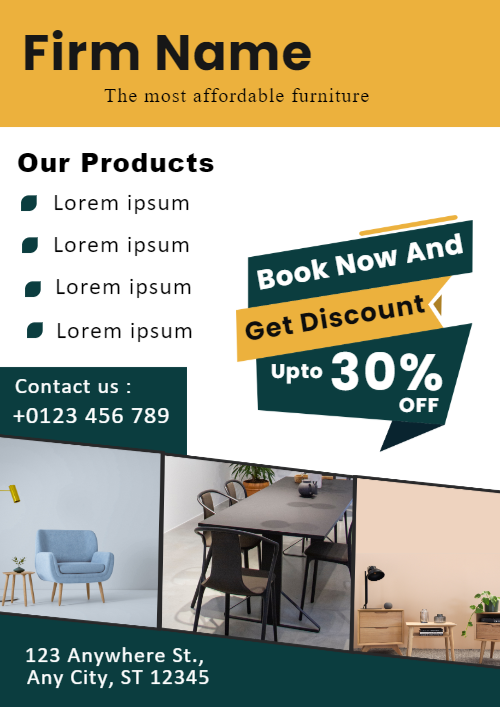 Firm Name
The most affordable furniture
Our Products
Lorem ipsum
Lorem ipsum
Lorem ipsum
Lorem ipsum
Book Now And
Get Discount
Upto 30%
OFF
Contact us :
+0123 456 789
123 Anywhere St.,
Any City, ST 12345